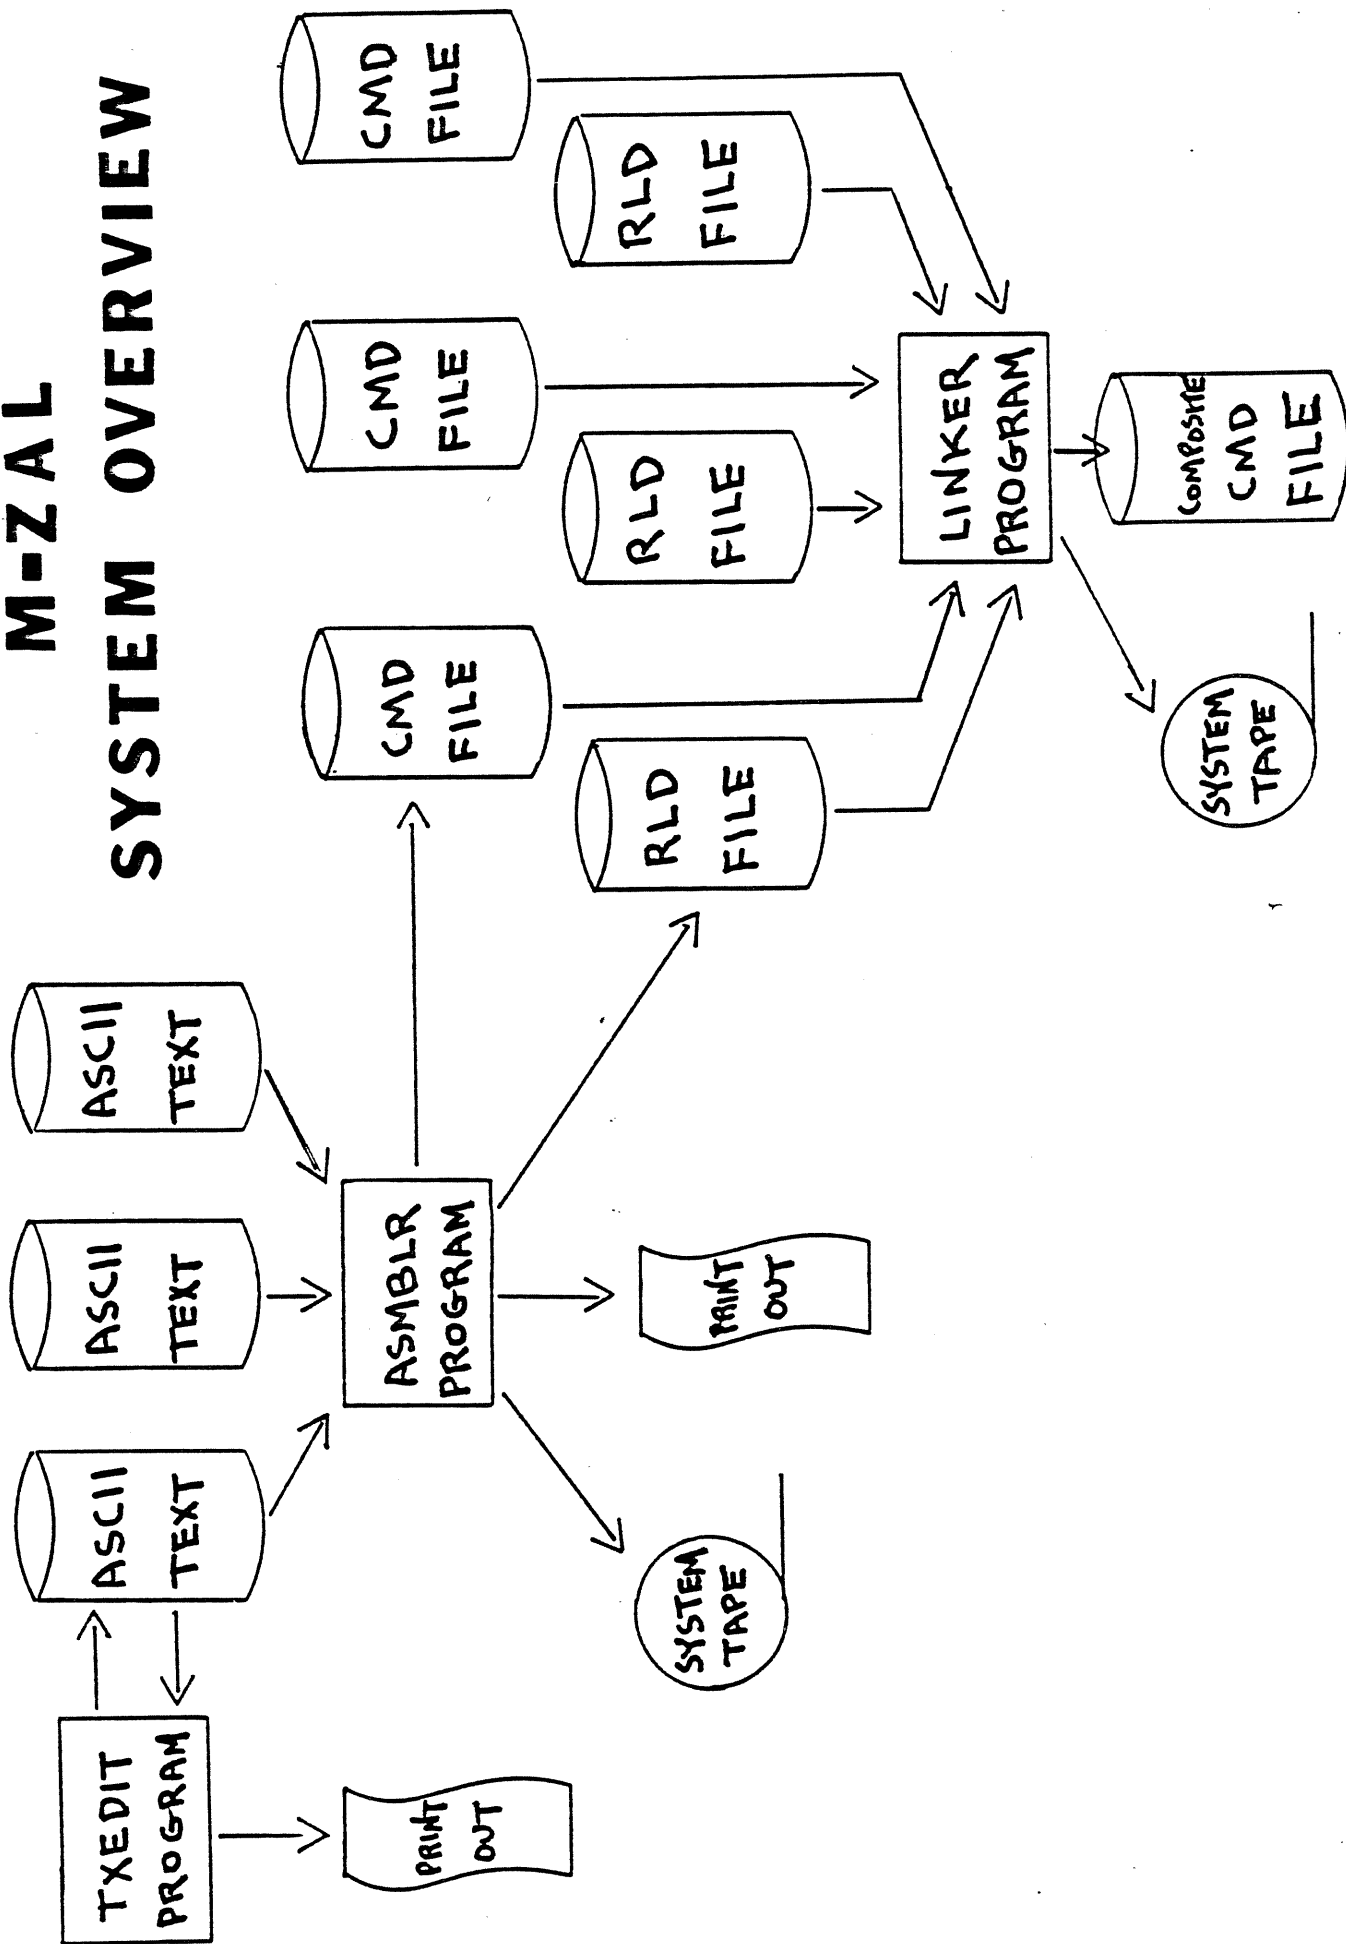 M-ZAL
SYSTEM OVERVIEW
TXEDIT
PROGRAM
PRINT
OUT
ASCII
TEXT
ASCII
TEXT
ASCII
TEXT
ASMBLR
PROGRAM
SYSTEM
TAPE
PRINT
OUT
CMD
FILE
RLD
FILE
CMD
FILE
RLD
FILE
CMD
FILE
RLD
FILE
LINKER
PROGRAM
SYSTEM
TAPE
COMPOSITE
CMD
FILE